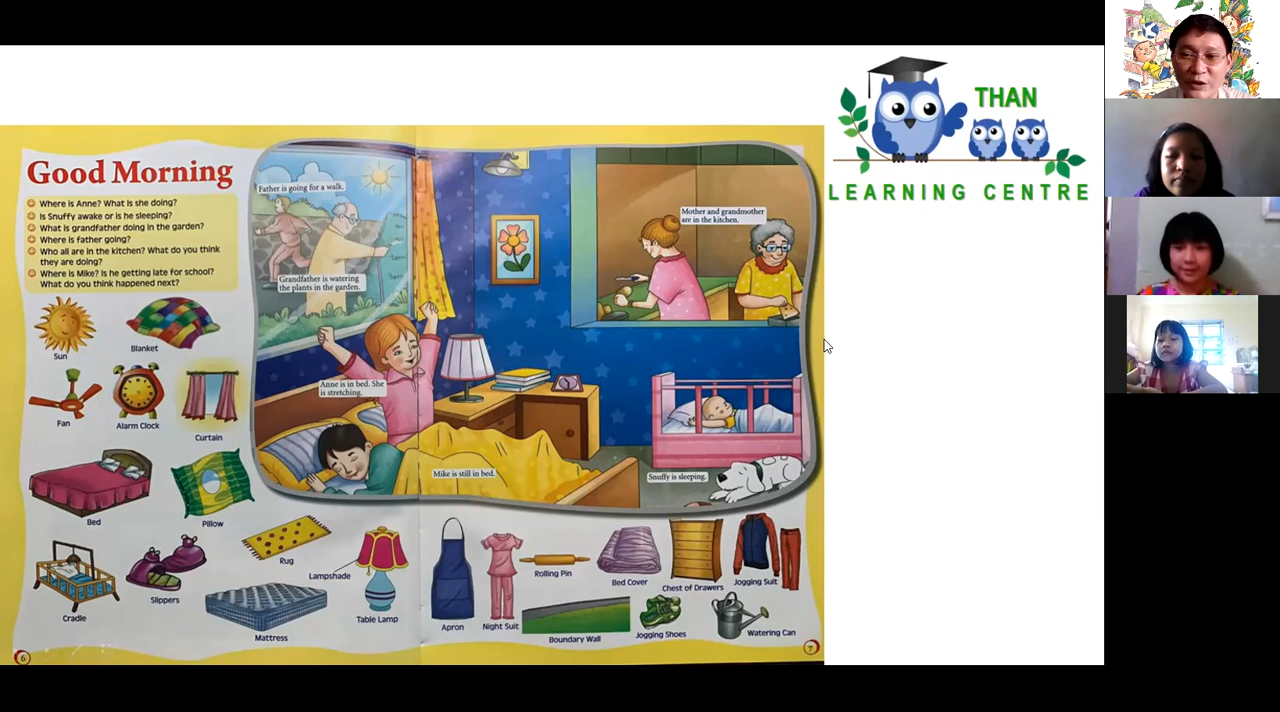 THAN
LEARNING CENTRE
Good Morning
Where is Anne? What is she doing?
Is Snuffy awake or is he sleeping?
What is grandfather doing in the garden?
Where is father going?
Who all are in the kitchen? What do you think
they are doing?
Where is Mike? Is he getting late for school?
What do you think happened next?
Father is going for a walk.
Grandfather is watering
the plants in the garden.
Mother and grandmother
are in the kitchen.
Anne is in bed. She
is stretching.
Mike is still in bed.
Snuffy is sleeping.
Sun
Blanket
Fan
Alarm Clock
Curtain
Bed
Pillow
Rug
Lampshade
Cradle
Slippers
Mattress
Table Lamp
Apron
Night Suit
Rolling Pin
Bed Cover
Chest of Drawers
Jogging Suit
Boundary Wall
Jogging Shoes
Watering Can
6
7